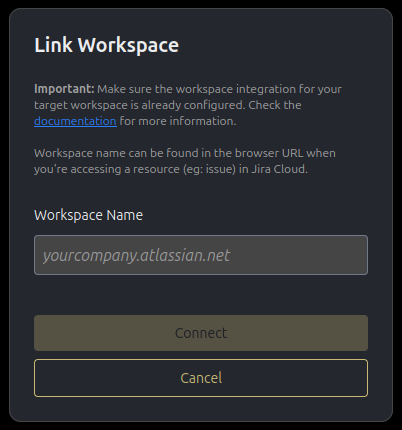 Link Workspace
Important: Make sure the workspace integration for your
target workspace is already configured. Check the
documentation for more information.
Workspace name can be found in the browser URL when
you're accessing a resource (eg: issue) in Jira Cloud.
Workspace Name
yourcompany.atlassian.net
Connect
Cancel